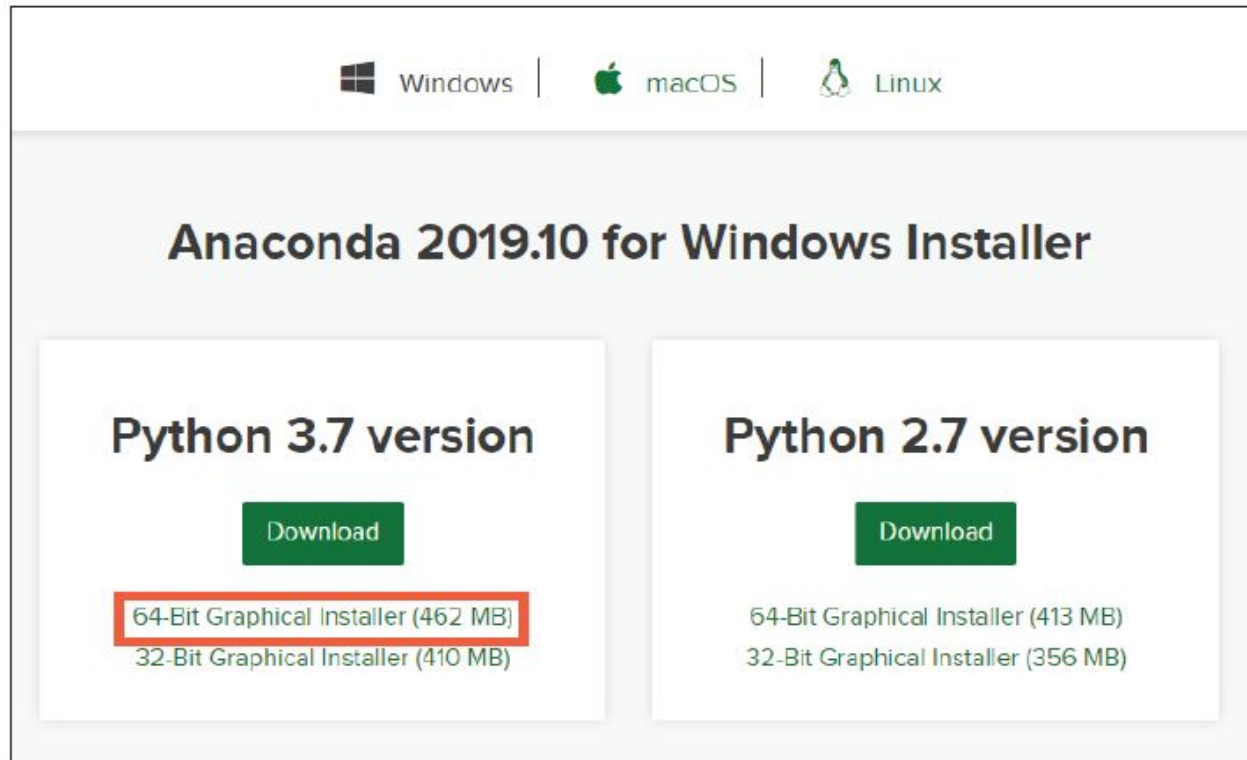 Windows | macOS | Linux
Anaconda 2019.10 for Windows Installer
Python 3.7 version
Download
64-Bit Graphical Installer (462 MB)
32-Bit Graphical Installer (410 MB)
Python 2.7 version
Download
64-Bit Graphical Installer (413 MB)
32-Bit Graphical Installer (356 MB)